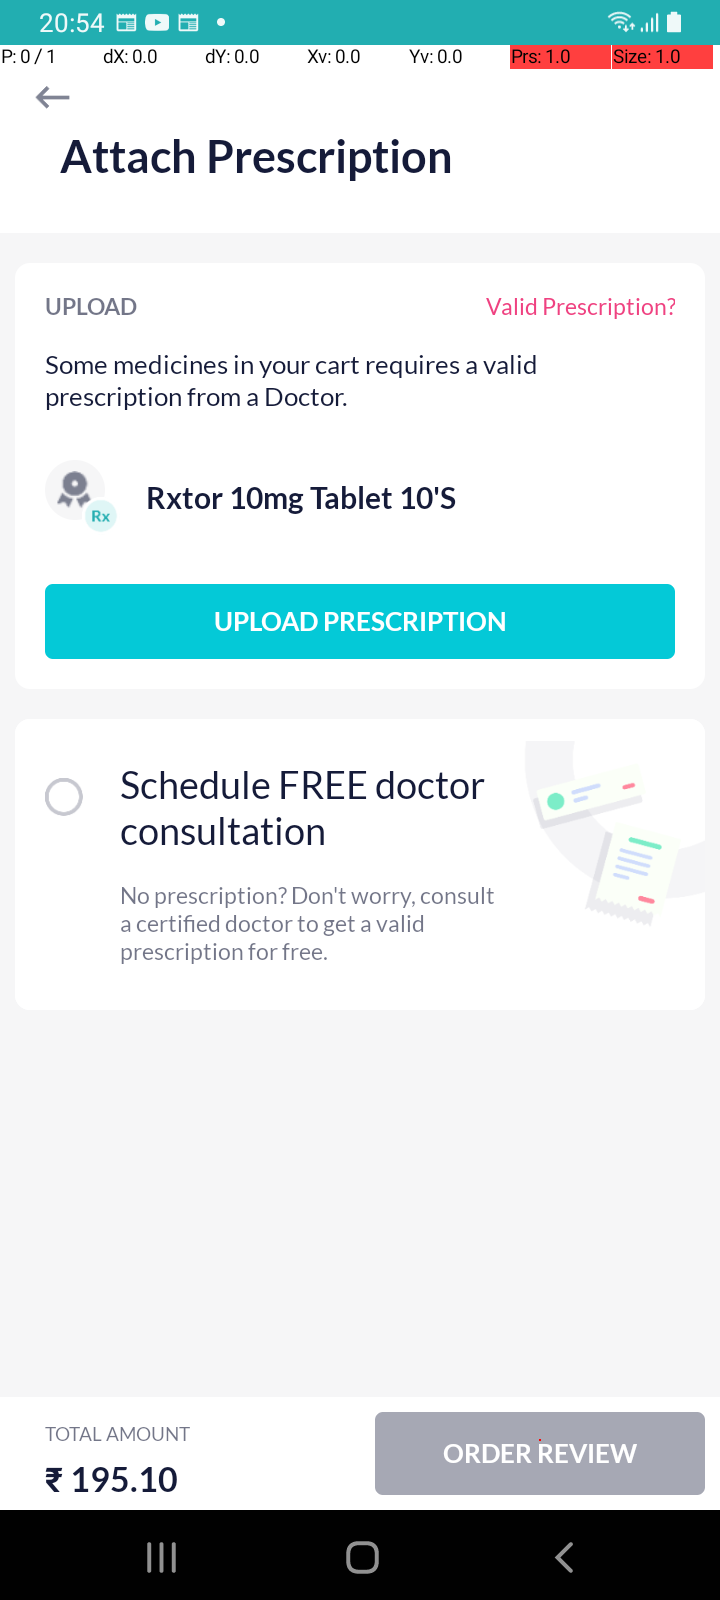 20:54
P: 0 / 1 dX: 0.0 dY: 0.0 Xv: 0.0 Yv: 0.0 Prs: 1.0 Size: 1.0
Attach Prescription
UPLOAD Valid Prescription?
Some medicines in your cart requires a valid
prescription from a Doctor.
Rx
Rxtor 10mg Tablet 10'S
UPLOAD PRESCRIPTION
Schedule FREE doctor
consultation
No prescription? Don't worry, consult
a certified doctor to get a valid
prescription for free.
TOTAL AMOUNT
₹ 195.10
ORDER REVIEW